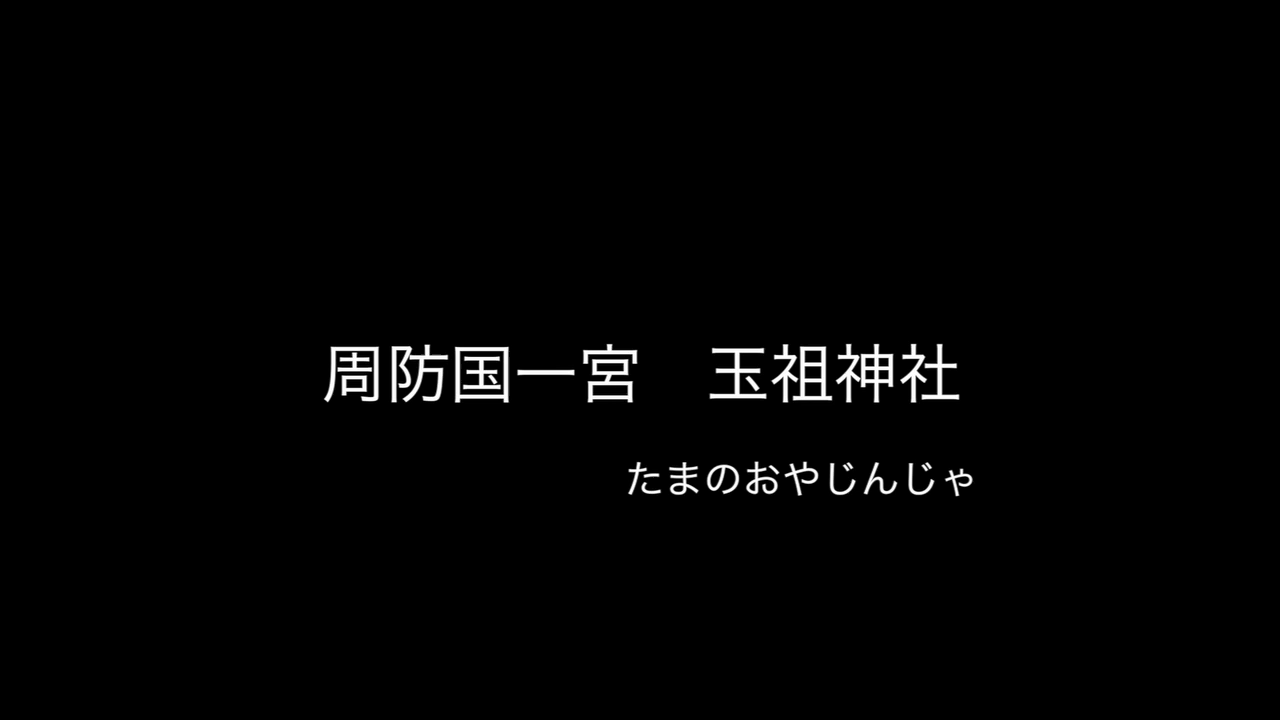 周防国一宮　玉祖神社
たまのおやじんじゃ